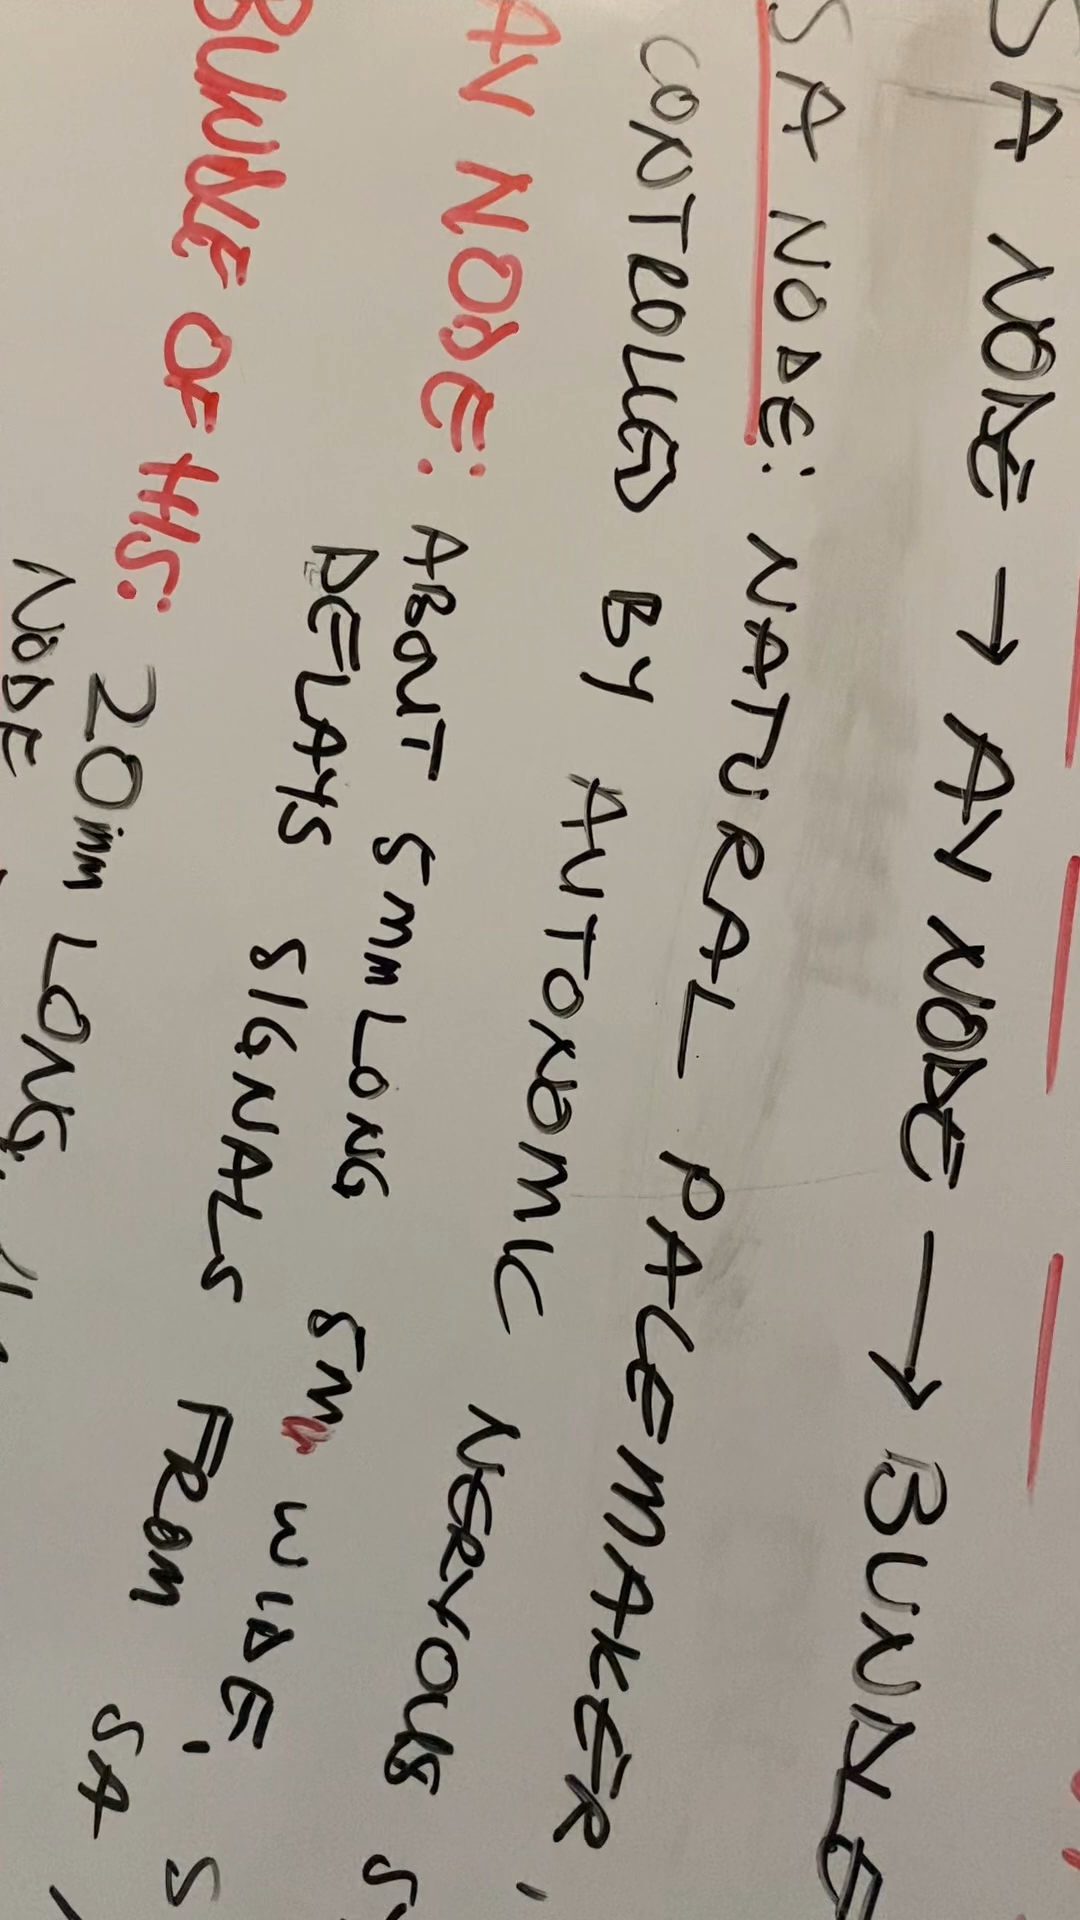 SA NODE → AN NODE → BUNDLE
SA NODE: NATURAL PACEMAKER,
CONTROLLED BY AUTONOMIC NERVOUS
AV NODE: ABOUT 5mm LONG 5mm WIDE,
DELAYS SIGNALS FROM SA
NODE
BUNDLE OF HIS: 20mm LONG,